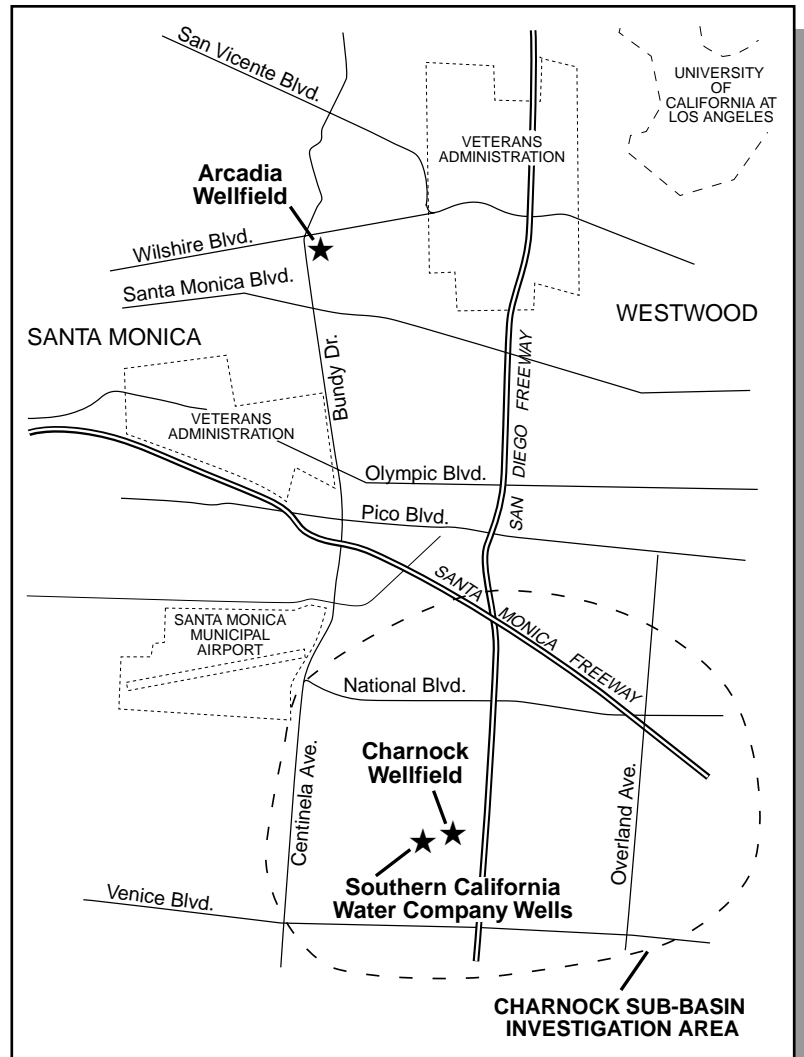 San Vicente Blvd.
UNIVERSITY
OF
CALIFORNIA AT
LOS ANGELES
VETERANS
ADMINISTRATION
Arcadia
Wellfield
Wilshire Blvd.
Santa Monica Blvd.
WESTWOOD
SANTA MONICA
Bundy Dr.
SAN DIEGO FREEWAY
VETERANS
ADMINISTRATION
Olympic Blvd.
Pico Blvd.
SANTA MONICA FREEWAY
SANTA MONICA
MUNICIPAL
AIRPORT
National Blvd.
Charnock
Wellfield
Centinela Ave.
Overland Ave.
Southern California
Water Company Wells
Venice Blvd.
CHARNOCK SUB-BASIN
INVESTIGATION AREA